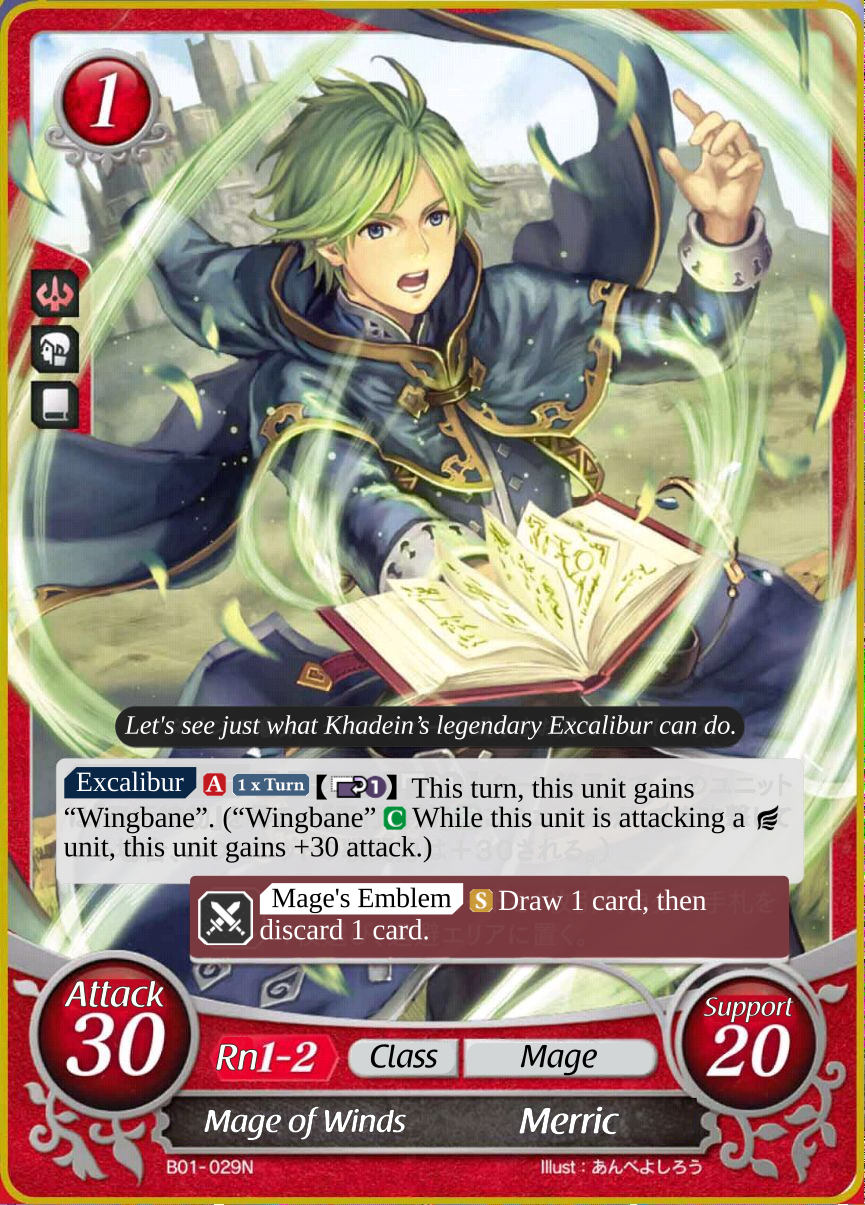 1
Let's see just what Khadein’s legendary Excalibur can do.
Excalibur A 1 x Turn 【1】 This turn, this unit gains
“Wingbane”. (“Wingbane” C While this unit is attacking a
unit, this unit gains +30 attack.)
Mage's Emblem S Draw 1 card, then
discard 1 card.
Attack
30
Rn1-2
Class
Mage
Support
20
Mage of Winds
Merric
B01-029N
Illust : あんべよしろう